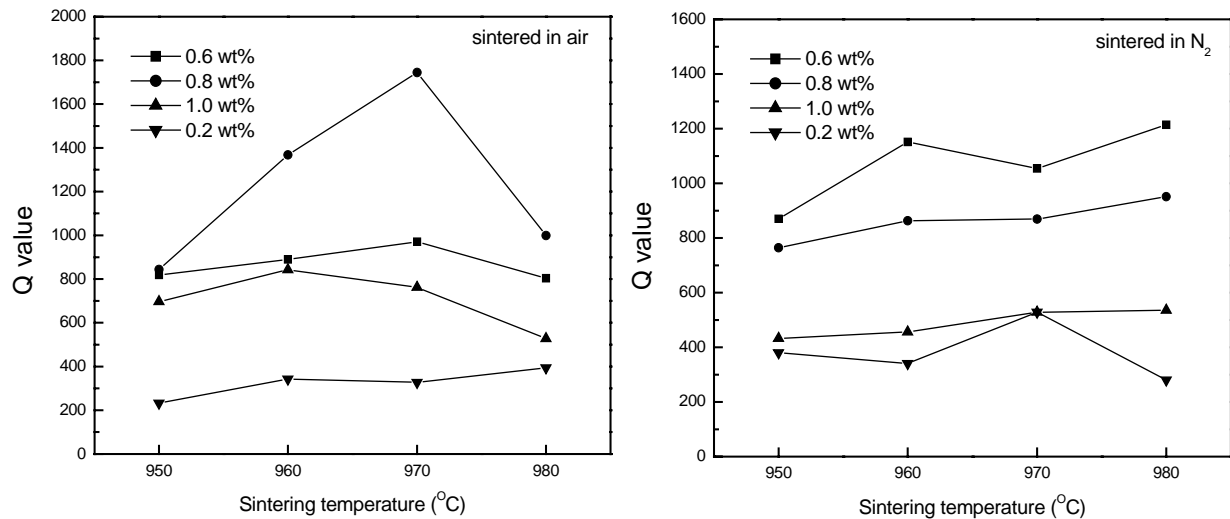 sintered in air
0.6 wt%
0.8 wt%
1.0 wt%
0.2 wt%
2000
1800
1600
1400
1200
1000
800
600
400
200
0
Q value
950 960 970 980
Sintering temperature (°C)
sintered in N₂
0.6 wt%
0.8 wt%
1.0 wt%
0.2 wt%
1600
1400
1200
1000
800
600
400
200
0
Q value
950 960 970 980
Sintering temperature (°C)